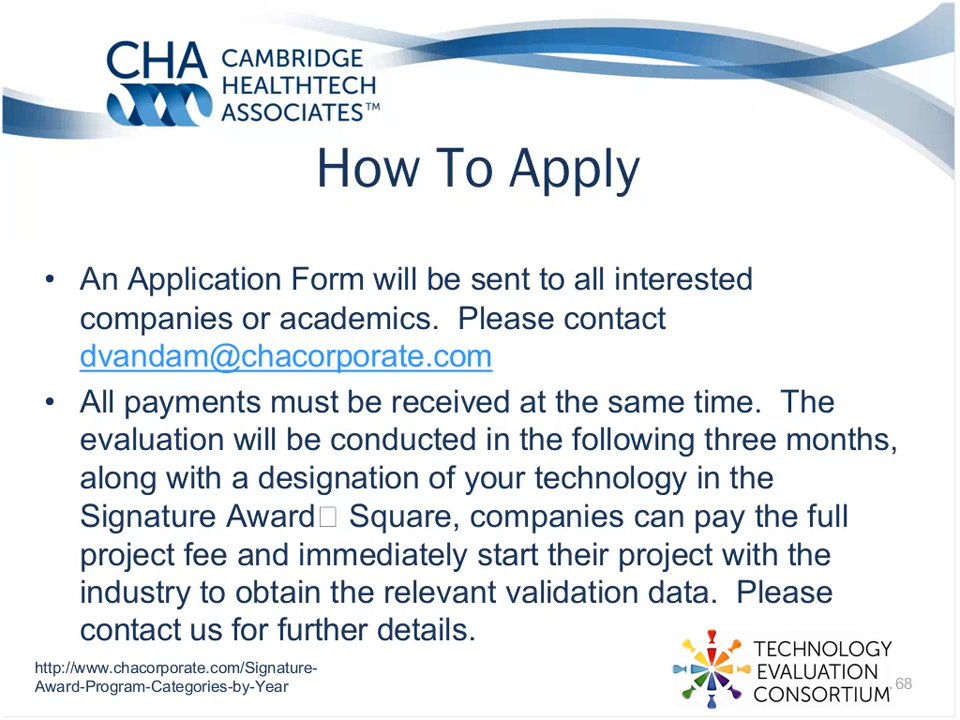 CHA CAMBRIDGE
HEALTHTECH
ASSOCIATES™
How To Apply
• An Application Form will be sent to all interested
companies or academics.  Please contact
dvandam@chacorporate.com
• All payments must be received at the same time.  The
evaluation will be conducted in the following three months,
along with a designation of your technology in the
Signature Award□ Square, companies can pay the full
project fee and immediately start their project with the
industry to obtain the relevant validation data.  Please
contact us for further details.
http://www.chacorporate.com/Signature-
Award-Program-Categories-by-Year
TECHNOLOGY
EVALUATION
CONSORTIUM
68